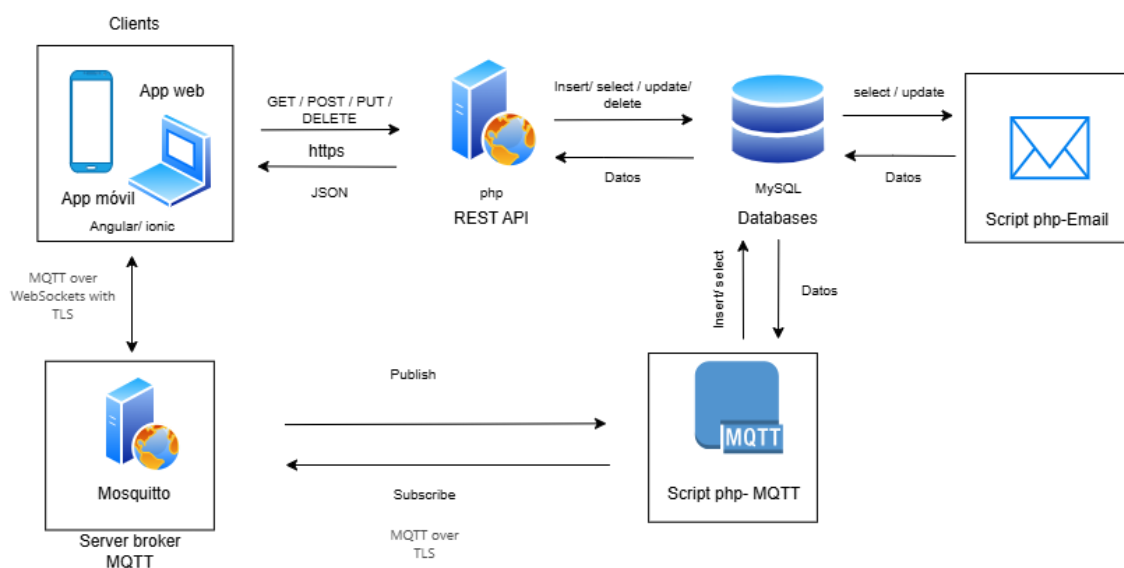 Clients
App web
App móvil
Angular/ ionic
GET / POST / PUT /
DELETE
https
JSON
php
REST API
Insert/ select / update/
delete
Datos
MySQL
Databases
select / update
Datos
Script php-Email
MQTT over
WebSockets with
TLS
Insert/ select
Datos
Mosquitto
Server broker
MQTT
Publish
Subscribe
MQTT over
TLS
MQTT
Script php- MQTT